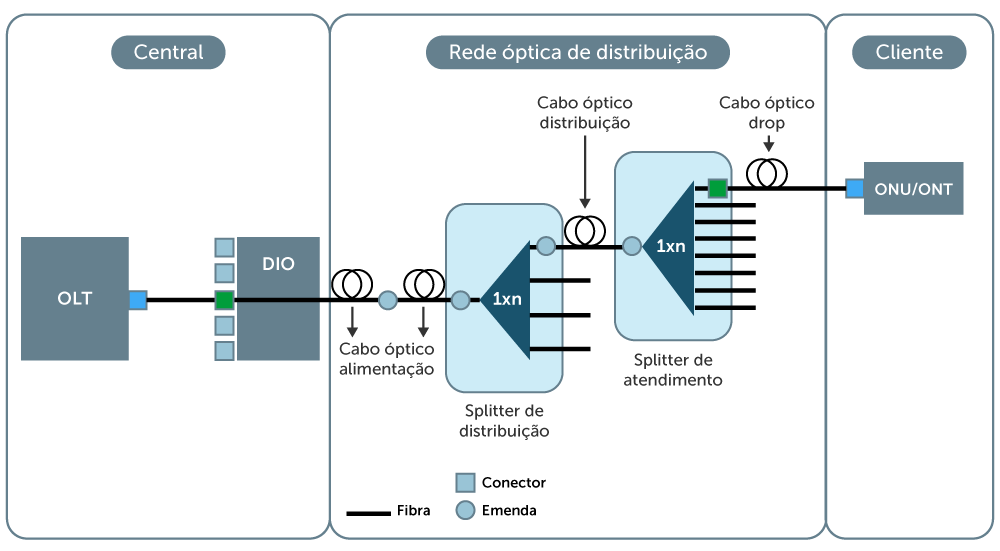 Central
Rede óptica de distribuição
Cliente
Cabo óptico
distribuição
Cabo óptico
drop
ONU/ONT
1xn
DIO
OLT
1xn
Cabo óptico
alimentação
Splitter de
atendimento
Splitter de
distribuição
Conector
Fibra
Emenda